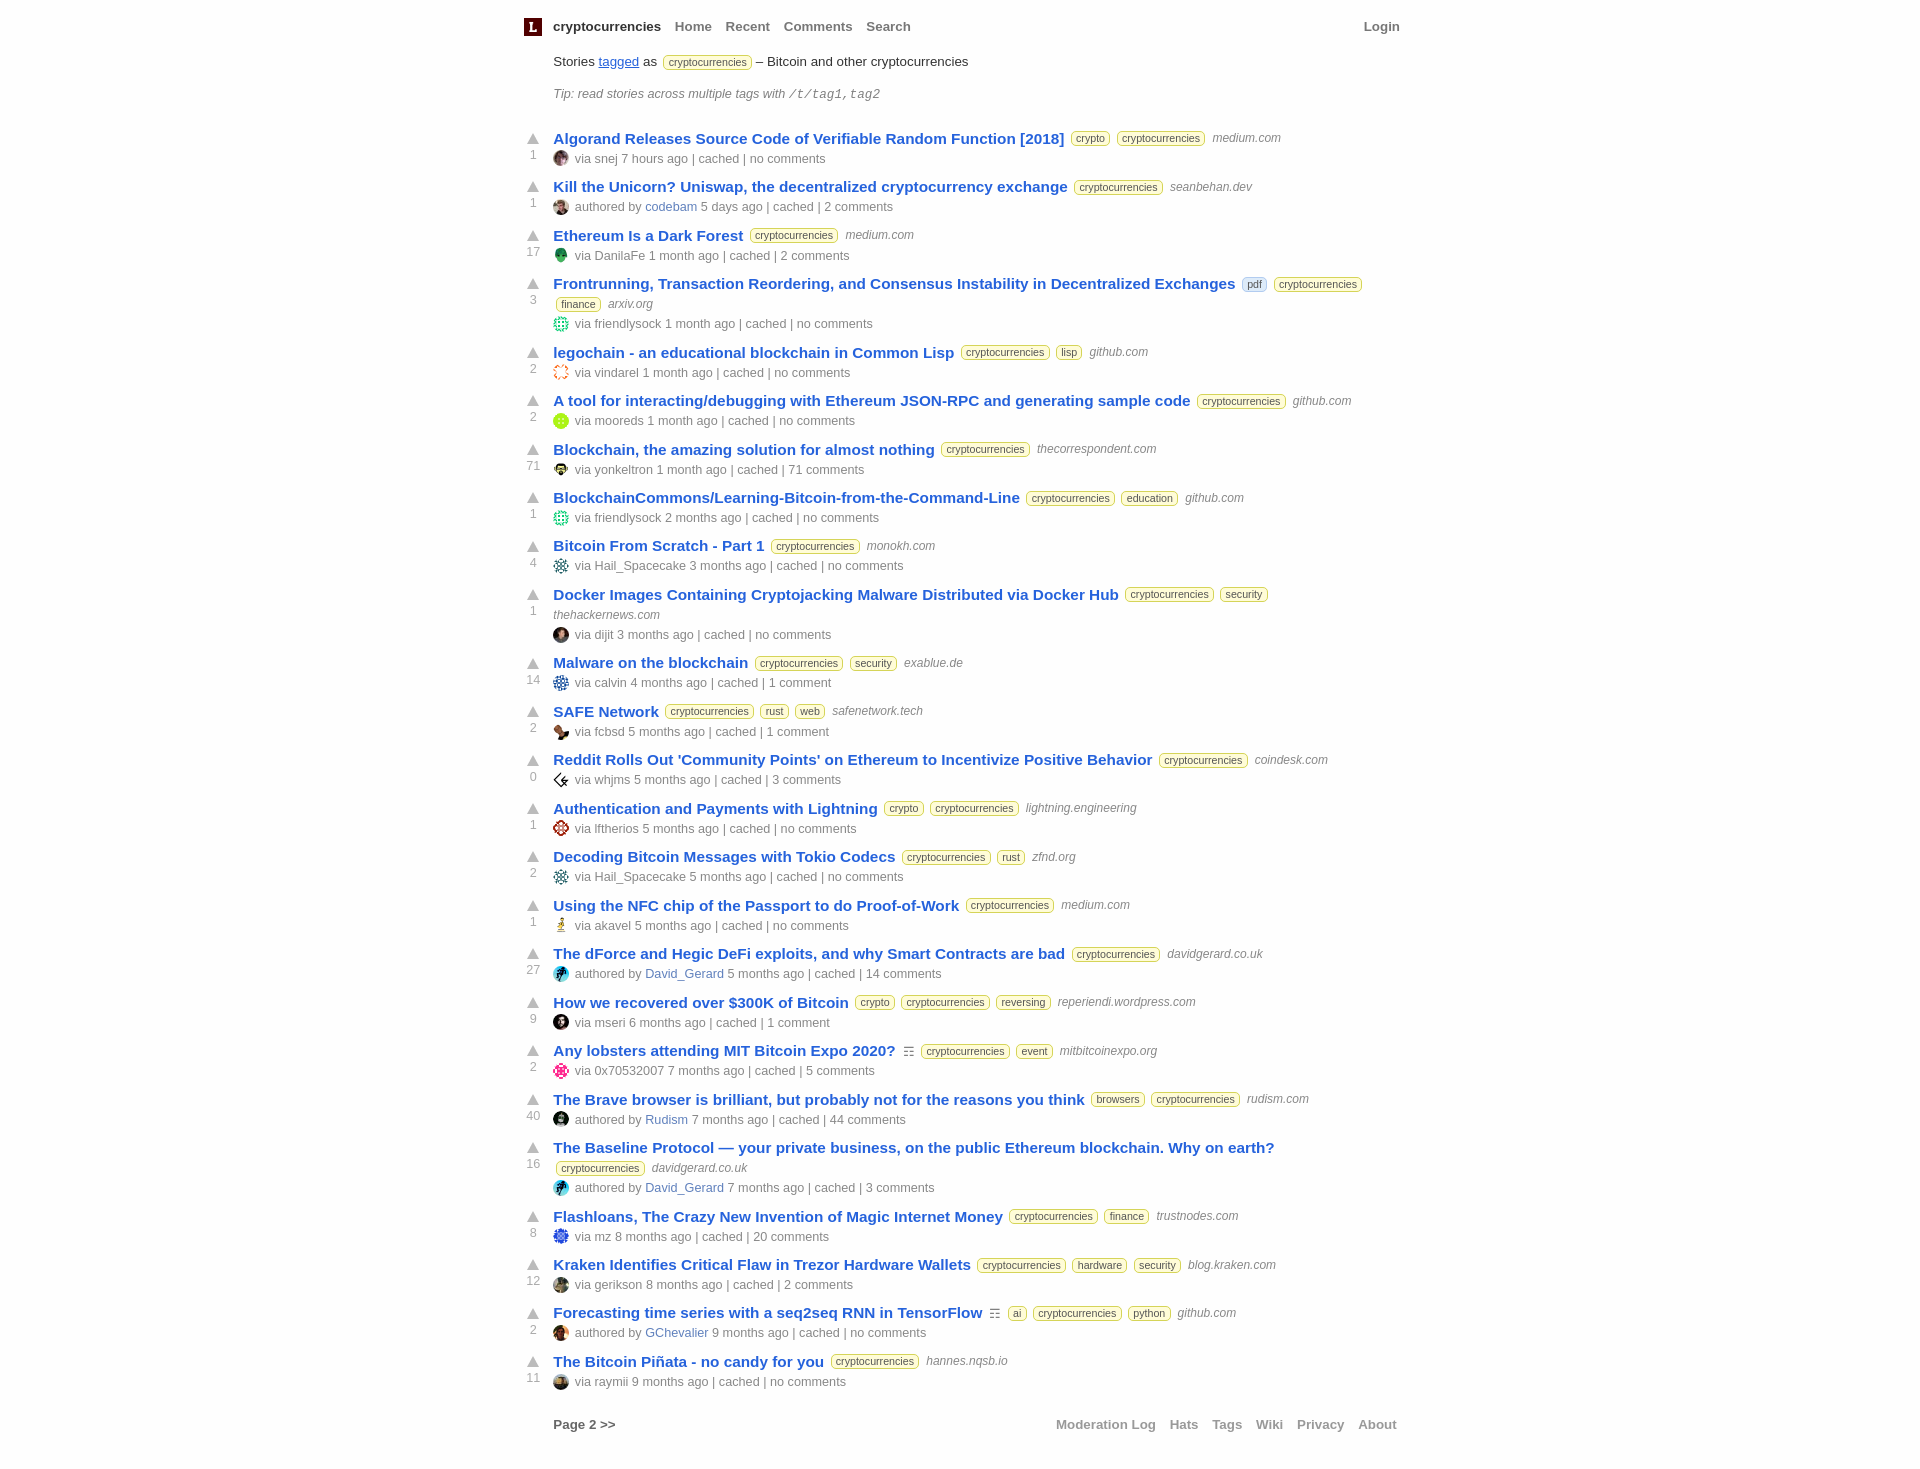 L cryptocurrencies Home Recent Comments Search Login
Stories tagged as cryptocurrencies – Bitcoin and other cryptocurrencies
Tip: read stories across multiple tags with /t/tag1,tag2
Algorand Releases Source Code of Verifiable Random Function [2018] crypto cryptocurrencies medium.com
1 via snej 7 hours ago | cached | no comments
Kill the Unicorn? Uniswap, the decentralized cryptocurrency exchange cryptocurrencies seanbehan.dev
1 authored by codebam 5 days ago | cached | 2 comments
Ethereum Is a Dark Forest cryptocurrencies medium.com
17 via DanilaFe 1 month ago | cached | 2 comments
Frontrunning, Transaction Reordering, and Consensus Instability in Decentralized Exchanges pdf cryptocurrencies
3 finance arxiv.org
via friendlysock 1 month ago | cached | no comments
legochain - an educational blockchain in Common Lisp cryptocurrencies lisp github.com
2 via vindarel 1 month ago | cached | no comments
A tool for interacting/debugging with Ethereum JSON-RPC and generating sample code cryptocurrencies github.com
2 via mooreds 1 month ago | cached | no comments
Blockchain, the amazing solution for almost nothing cryptocurrencies thecorrespondent.com
71 via yonkeltron 1 month ago | cached | 71 comments
BlockchainCommons/Learning-Bitcoin-from-the-Command-Line cryptocurrencies education github.com
1 via friendlysock 2 months ago | cached | no comments
Bitcoin From Scratch - Part 1 cryptocurrencies monokh.com
4 via Hail_Spacecake 3 months ago | cached | no comments
Docker Images Containing Cryptojacking Malware Distributed via Docker Hub cryptocurrencies security
1 thehackernews.com
via dijit 3 months ago | cached | no comments
Malware on the blockchain cryptocurrencies security exablue.de
14 via calvin 4 months ago | cached | 1 comment
SAFE Network cryptocurrencies rust web safenetwork.tech
2 via fcbsd 5 months ago | cached | 1 comment
Reddit Rolls Out 'Community Points' on Ethereum to Incentivize Positive Behavior cryptocurrencies coindesk.com
0 via whjms 5 months ago | cached | 3 comments
Authentication and Payments with Lightning crypto cryptocurrencies lightning.engineering
1 via lftherios 5 months ago | cached | no comments
Decoding Bitcoin Messages with Tokio Codecs cryptocurrencies rust zfnd.org
2 via Hail_Spacecake 5 months ago | cached | no comments
Using the NFC chip of the Passport to do Proof-of-Work cryptocurrencies medium.com
1 via akavel 5 months ago | cached | no comments
The dForce and Hegic DeFi exploits, and why Smart Contracts are bad cryptocurrencies davidgerard.co.uk
27 authored by David_Gerard 5 months ago | cached | 14 comments
How we recovered over $300K of Bitcoin crypto cryptocurrencies reversing reperiendi.wordpress.com
9 via mseri 6 months ago | cached | 1 comment
Any lobsters attending MIT Bitcoin Expo 2020? ☶ cryptocurrencies event mitbitcoinexpo.org
2 via 0x70532007 7 months ago | cached | 5 comments
The Brave browser is brilliant, but probably not for the reasons you think browsers cryptocurrencies rudism.com
40 authored by Rudism 7 months ago | cached | 44 comments
The Baseline Protocol — your private business, on the public Ethereum blockchain. Why on earth?
16 cryptocurrencies davidgerard.co.uk
authored by David_Gerard 7 months ago | cached | 3 comments
Flashloans, The Crazy New Invention of Magic Internet Money cryptocurrencies finance trustnodes.com
8 via mz 8 months ago | cached | 20 comments
Kraken Identifies Critical Flaw in Trezor Hardware Wallets cryptocurrencies hardware security blog.kraken.com
12 via gerikson 8 months ago | cached | 2 comments
Forecasting time series with a seq2seq RNN in TensorFlow ☶ ai cryptocurrencies python github.com
2 authored by GChevalier 9 months ago | cached | no comments
The Bitcoin Piñata - no candy for you cryptocurrencies hannes.nqsb.io
11 via raymii 9 months ago | cached | no comments
Page 2 >> Moderation Log Hats Tags Wiki Privacy About